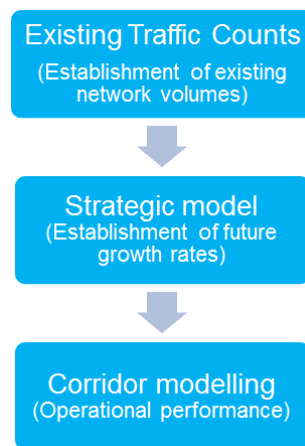 Existing Traffic Counts
(Establishment of existing
network volumes)
Strategic model
(Establishment of future
growth rates)
Corridor modelling
(Operational performance)